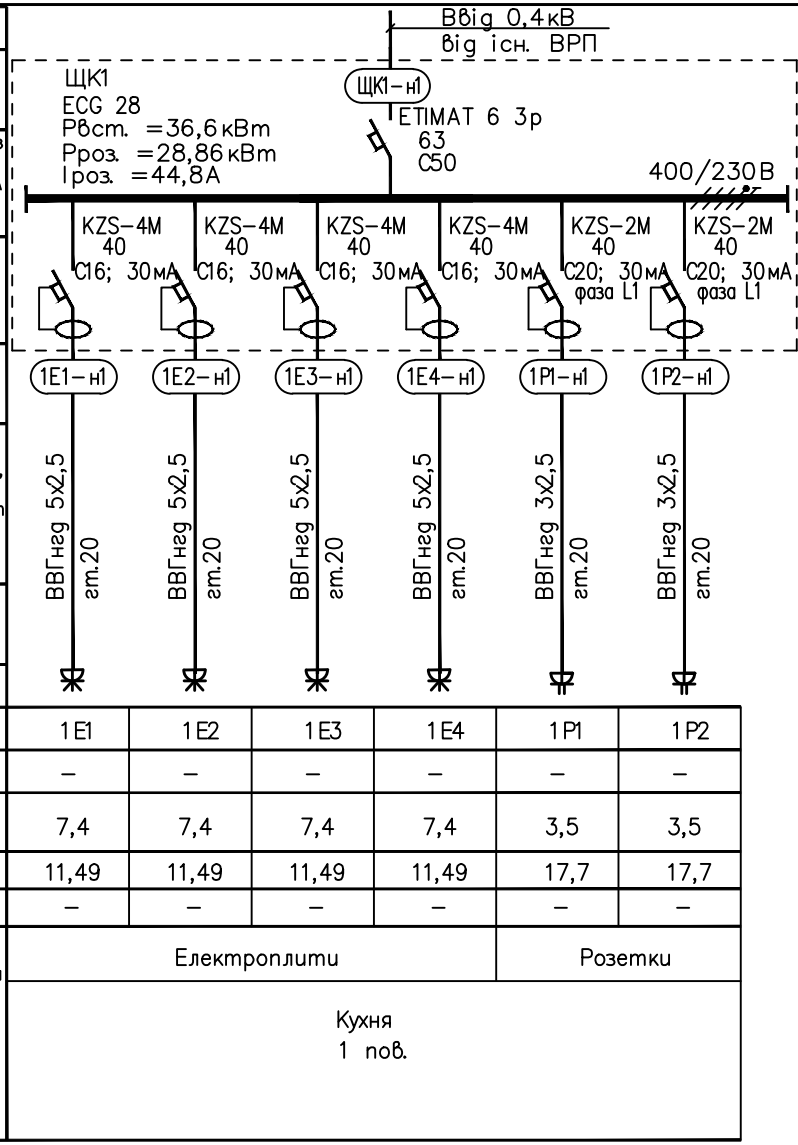 Ввід 0,4кВ
від існ. ВРП
ЩК1-н1
ЩК1
ECG 28
Рвст. =36,6кВт
Рроз. =28,86кВт
Іроз. =44,8А
ETIMAT 6 3p
63
C50
400/230В
KZS-4M
40
C16; 30мА
KZS-4M
40
C16; 30мА
KZS-4M
40
C16; 30мА
KZS-4M
40
C16; 30мА
KZS-2M
40
C20; 30мА
фаза L1
KZS-2M
40
C20; 30мА
фаза L1
1Е1-н1 1Е2-н1 1Е3-н1 1Е4-н1 1Р1-н1 1Р2-н1
ВВГнгд 5х2,5
гт.20
ВВГнгд 5х2,5
гт.20
ВВГнгд 5х2,5
гт.20
ВВГнгд 5х2,5
гт.20
ВВГнгд 3х2,5
гт.20
ВВГнгд 3х2,5
гт.20
1Е1 1Е2 1Е3 1Е4 1Р1 1Р2
- - - - - -
7,4 7,4 7,4 7,4 3,5 3,5
11,49 11,49 11,49 11,49 17,7 17,7
- - - - - -
Електроплити Розетки
Кухня
1 пов.